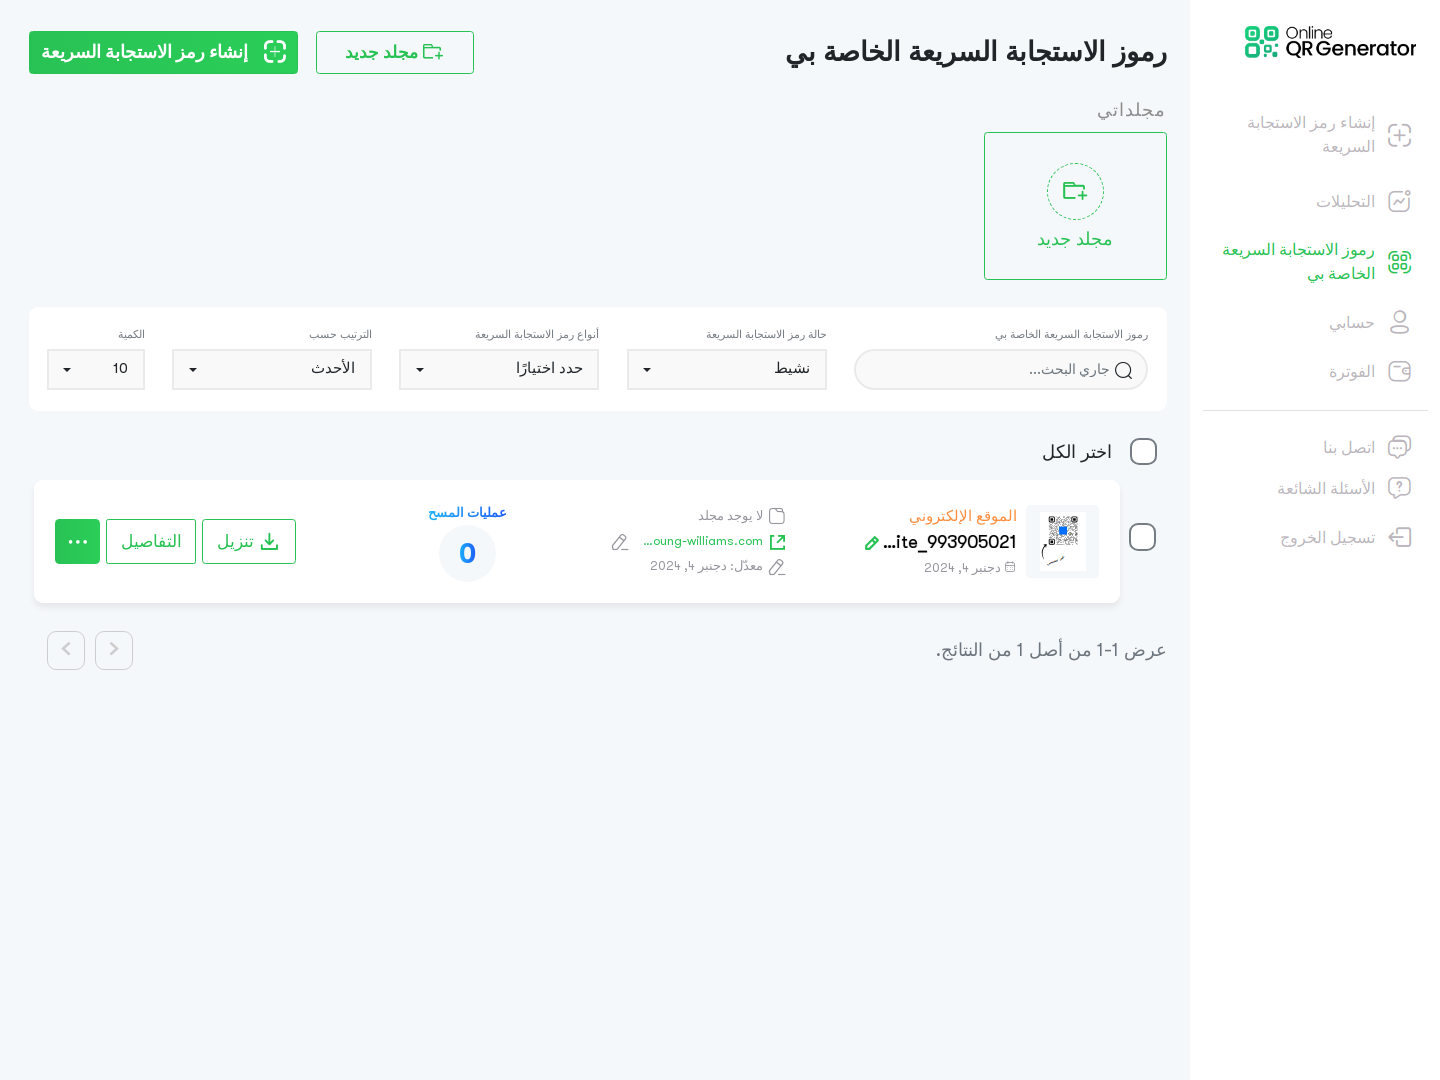 Online
QR Generator
إنشاء رمز الاستجابة
السريعة
التحليلات
رموز الاستجابة السريعة
الخاصة بي
حسابي
الفوترة
اتصل بنا
الأسئلة الشائعة
تسجيل الخروج
رموز الاستجابة السريعة الخاصة بي
مجلد جديد
إنشاء رمز الاستجابة السريعة
مجلداتي
مجلد جديد
رموز الاستجابة السريعة الخاصة بي
جاري البحث...
حالة رمز الاستجابة السريعة
نشيط
أنواع رمز الاستجابة السريعة
حدد اختيارًا
الترتيب حسب
الأحدث
الكمية
10
اختر الكل
الموقع الإلكتروني
...ite_993905021
دجنبر 4, 2024
لا يوجد مجلد
...oung-williams.com
معدّل: دجنبر 4, 2024
عمليات المسح
0
تنزيل
التفاصيل
عرض 1-1 من أصل 1 من النتائج.